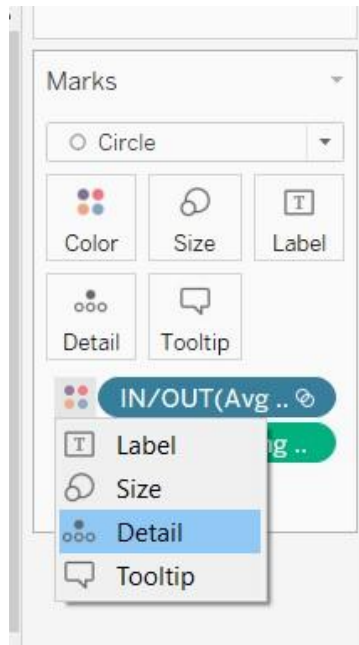 Marks
Circle
Color Size Label
Detail Tooltip
IN/OUT(Avg ..
Label
Size
Detail
Tooltip